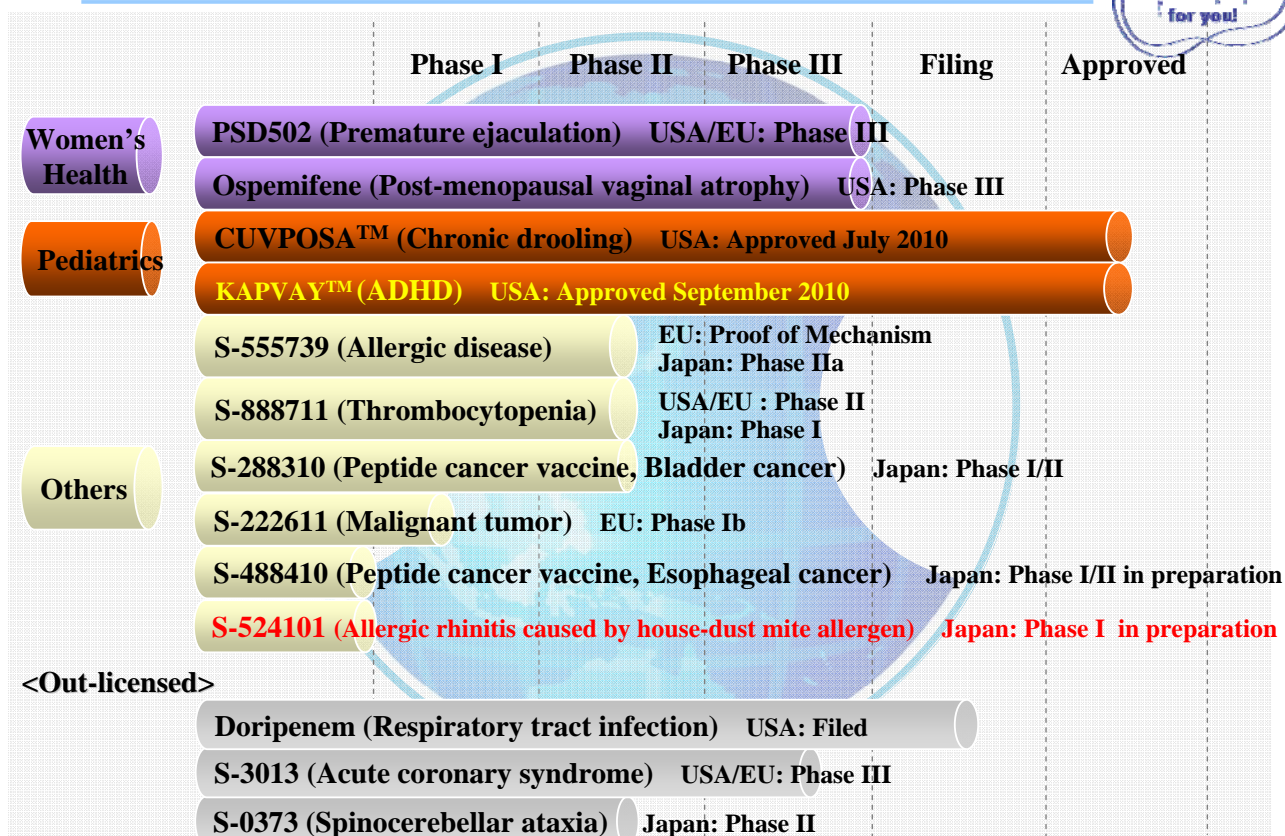 for you!
Phase I Phase II Phase III Filing Approved
Women's
Health
PSD502 (Premature ejaculation) USA/EU: Phase III
Ospemifene (Post-menopausal vaginal atrophy) USA: Phase III
Pediatrics
CUVPOSA™ (Chronic drooling) USA: Approved July 2010
KAPVAY™ (ADHD) USA: Approved September 2010
Others
S-555739 (Allergic disease) EU: Proof of Mechanism
Japan: Phase IIa
S-888711 (Thrombocytopenia) USA/EU : Phase II
Japan: Phase I
S-288310 (Peptide cancer vaccine, Bladder cancer) Japan: Phase I/II
S-222611 (Malignant tumor) EU: Phase Ib
S-488410 (Peptide cancer vaccine, Esophageal cancer) Japan: Phase I/II in preparation
S-524101 (Allergic rhinitis caused by house-dust mite allergen) Japan: Phase I in preparation
<Out-licensed>
Doripenem (Respiratory tract infection) USA: Filed
S-3013 (Acute coronary syndrome) USA/EU: Phase III
S-0373 (Spinocerebellar ataxia) Japan: Phase II